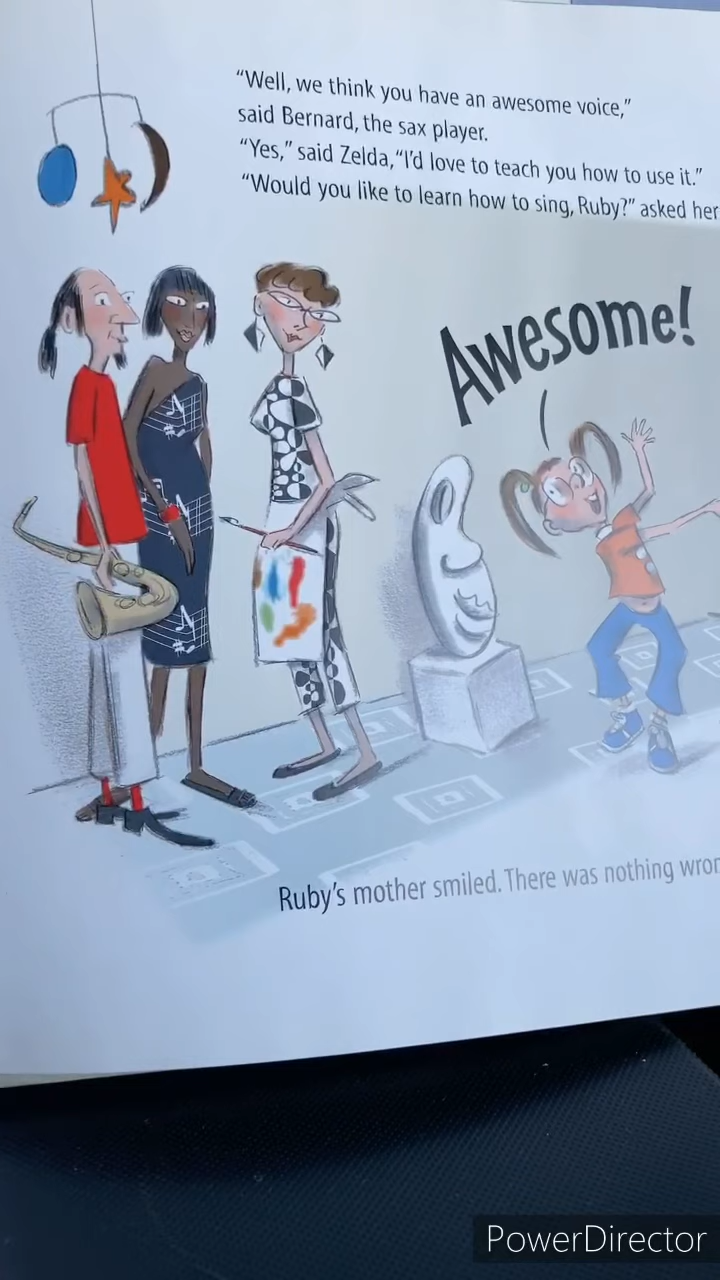 “Well, we think you have an awesome voice,”
said Bernard, the sax player.
“Yes,” said Zelda, “I’d love to teach you how to use it.”
“Would you like to learn how to sing, Ruby?” asked her
Awesome!
Ruby’s mother smiled. There was nothing wron
PowerDirector